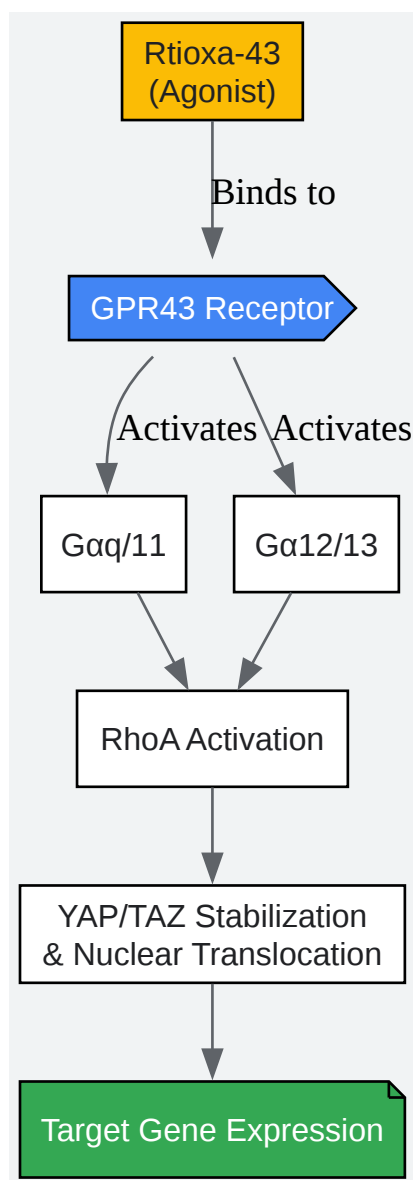 Rtioxa-43
(Agonist)
Binds to
GPR43 Receptor
Activates
Activates
Gαq/11
Gα12/13
RhoA Activation
YAP/TAZ Stabilization
& Nuclear Translocation
Target Gene Expression